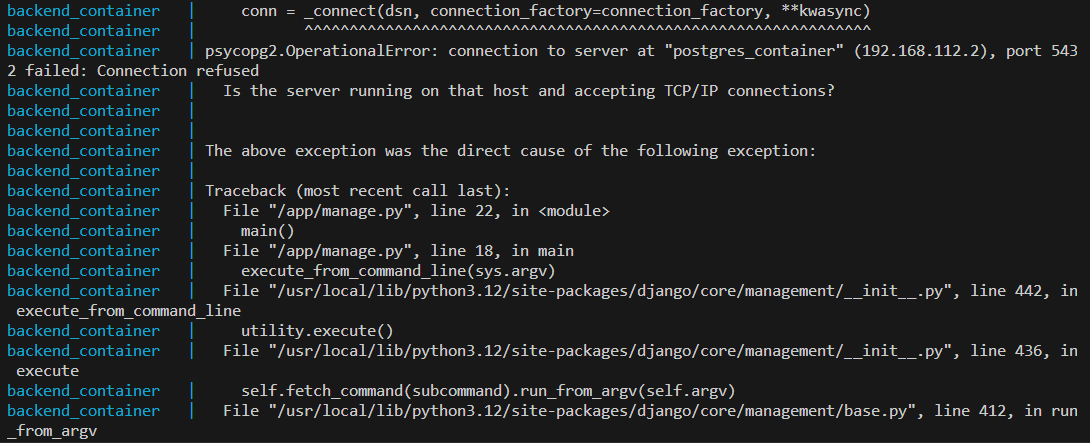 backend_container   |     conn = _connect(dsn, connection_factory=connection_factory, **kwasync)
backend_container   |            ^^^^^^^^^^^^^^^^^^^^^^^^^^^^^^^^^^^^^^^^^^^^^^^^^^^^^^^^^^^^^^^
backend_container   | psycopg2.OperationalError: connection to server at "postgres_container" (192.168.112.2), port 543
2 failed: Connection refused
backend_container   |   Is the server running on that host and accepting TCP/IP connections?
backend_container   |
backend_container   |
backend_container   | The above exception was the direct cause of the following exception:
backend_container   |
backend_container   | Traceback (most recent call last):
backend_container   |   File "/app/manage.py", line 22, in <module>
backend_container   |     main()
backend_container   |   File "/app/manage.py", line 18, in main
backend_container   |     execute_from_command_line(sys.argv)
backend_container   |   File "/usr/local/lib/python3.12/site-packages/django/core/management/__init__.py", line 442, in
 execute_from_command_line
backend_container   |     utility.execute()
backend_container   |   File "/usr/local/lib/python3.12/site-packages/django/core/management/__init__.py", line 436, in
 execute
backend_container   |     self.fetch_command(subcommand).run_from_argv(self.argv)
backend_container   |   File "/usr/local/lib/python3.12/site-packages/django/core/management/base.py", line 412, in run
_from_argv